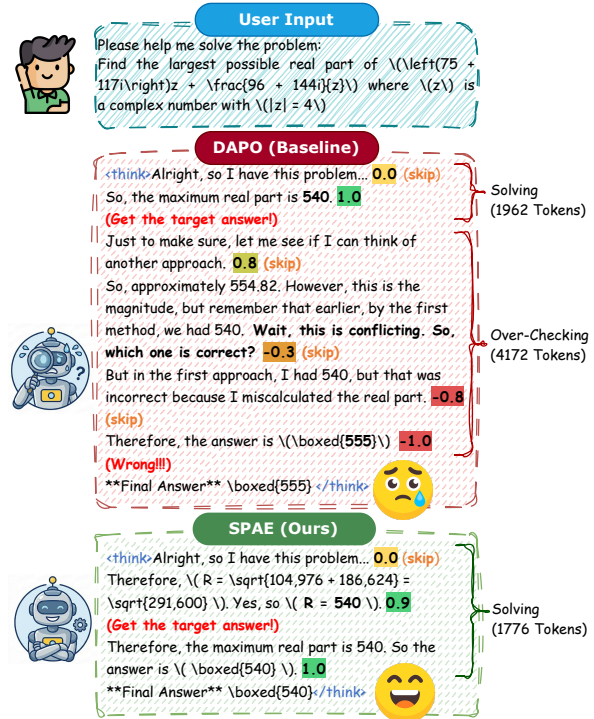 User Input
Please help me solve the problem:
Find the largest possible real part of \(\left(75 +
117i\right)z + \frac{96 + 144i}{z}\) where \(z\) is
a complex number with \(|z| = 4\)
DAPO (Baseline)
<think>Alright, so I have this problem... 0.0 (skip)
So, the maximum real part is 540. 1.0
(Get the target answer!)
Solving
(1962 Tokens)
Just to make sure, let me see if I can think of
another approach. 0.8 (skip)
So, approximately 554.82. However, this is the
magnitude, but remember that earlier, by the first
method, we had 540. Wait, this is conflicting. So,
which one is correct? -0.3 (skip)
But in the first approach, I had 540, but that was
incorrect because I miscalculated the real part. -0.8
(skip)
Therefore, the answer is \(\boxed{555}\) -1.0
(Wrong!!!)
**Final Answer** \boxed{555} </think>
Over-Checking
(4172 Tokens)
?
SPAE (Ours)
<think>Alright, so I have this problem... 0.0 (skip)
Therefore, \( R = \sqrt{104,976 + 186,624} =
\sqrt{291,600} \). Yes, so \( R = 540 \). 0.9
(Get the target answer!)
Therefore, the maximum real part is 540. So the
answer is \( \boxed{540} \). 1.0
**Final Answer** \boxed{540}</think>
Solving
(1776 Tokens)